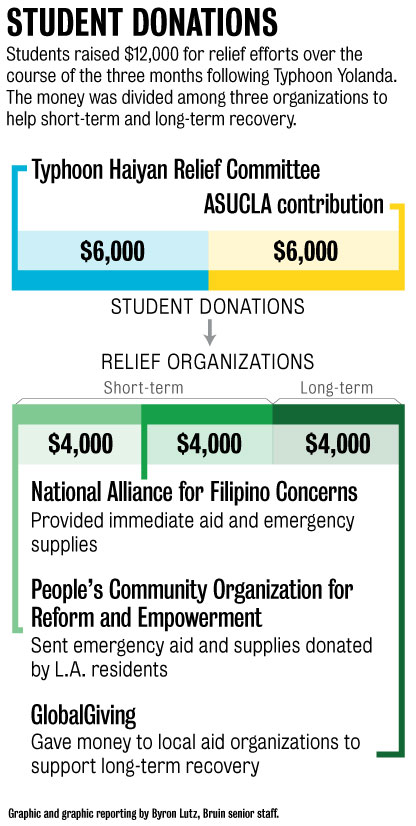 STUDENT DONATIONS
Students raised $12,000 for relief efforts over the
course of the three months following Typhoon Yolanda.
The money was divided among three organizations to
help short-term and long-term recovery.
Typhoon Haiyan Relief Committee
ASUCLA contribution
$6,000 $6,000
STUDENT DONATIONS
RELIEF ORGANIZATIONS
Short-term Long-term
$4,000 $4,000 $4,000
National Alliance for Filipino Concerns
Provided immediate aid and emergency
supplies
People's Community Organization for
Reform and Empowerment
Sent emergency aid and supplies donated
by L.A. residents
GlobalGiving
Gave money to local aid organizations to
support long-term recovery
Graphic and graphic reporting by Byron Lutz, Bruin senior staff.